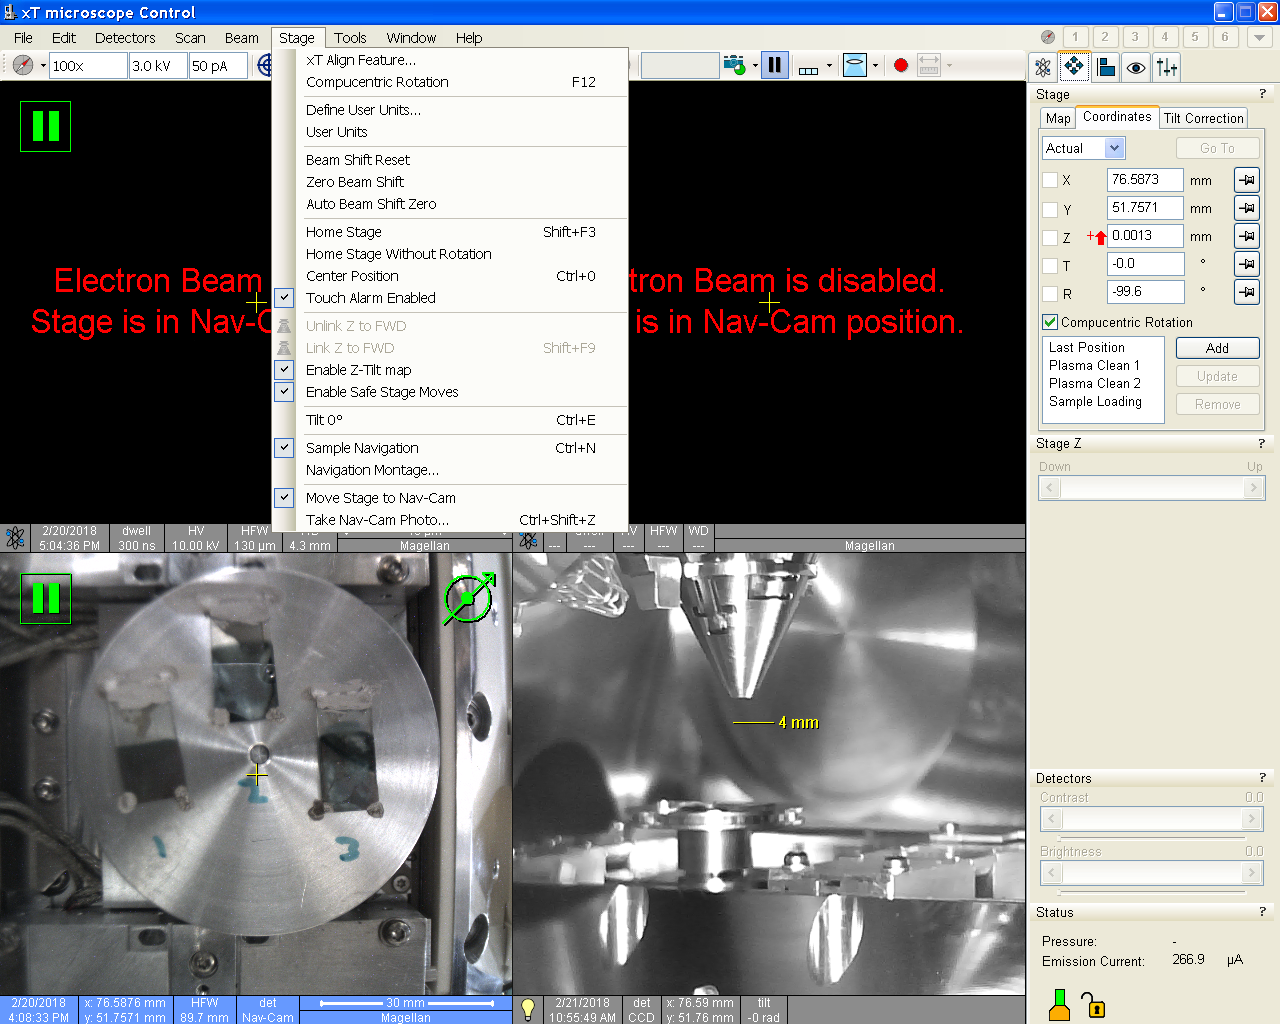 xT microscope Control
File Edit Detectors Scan Beam Stage Tools Window Help
1 2 3 4 5 6
100x 3.0 kV 50 pA
xT Align Feature...
Compucentric Rotation F12
Define User Units...
User Units
Beam Shift Reset
Zero Beam Shift
Auto Beam Shift Zero
Home Stage Shift+F3
Home Stage Without Rotation
Center Position Ctrl+0
Touch Alarm Enabled
Unlink Z to FWD
Link Z to FWD Shift+F9
Enable Z-Tilt map
Enable Safe Stage Moves
Tilt 0° Ctrl+E
Sample Navigation Ctrl+N
Navigation Montage...
Move Stage to Nav-Cam
Take Nav-Cam Photo... Ctrl+Shift+Z
Electron Beam
Stage is in Nav-C
tron Beam is disabled.
is in Nav-Cam position.
2/20/2018 dwell HV HFW
5:04:36 PM 300 ns 10.00 kV 130 µm 4.3 mm Magellan
HFW WD
--- --- --- --- --- Magellan
1
2
3
4 mm
2/20/2018 x: 76.5876 mm HFW det 30 mm
4:08:33 PM y: 51.7571 mm 89.7 mm Nav-Cam Magellan
2/21/2018 det x: 76.59 mm tilt
10:55:49 AM CCD y: 51.76 mm -0 rad
Stage ?
Map Coordinates Tilt Correction
Actual Go To
X 76.5873 mm
Y 51.7571 mm
Z + 0.0013 mm
T -0.0 °
R -99.6 °
Compucentric Rotation
Last Position
Plasma Clean 1
Plasma Clean 2
Sample Loading
Add
Update
Remove
Stage Z ?
Down Up
Detectors ?
Contrast 0.0
Brightness 0.0
Status ?
Pressure: -
Emission Current: 266.9 µA